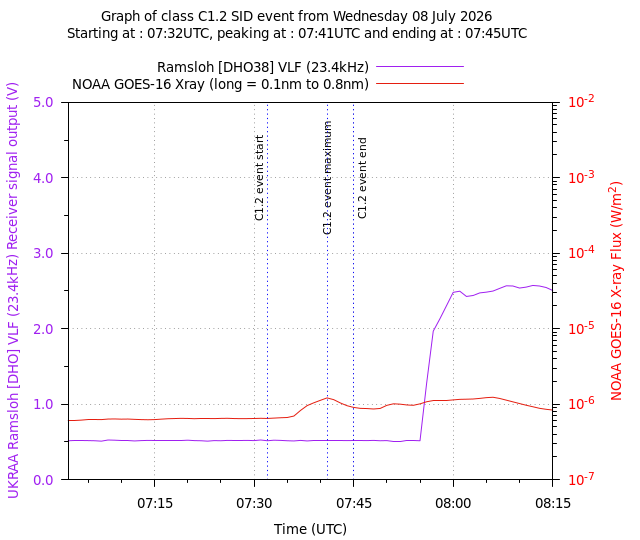 Graph of class C1.2 SID event from Wednesday 08 July 2026
Starting at : 07:32UTC, peaking at : 07:41UTC and ending at : 07:45UTC
Ramsloh [DHO38] VLF (23.4kHz)
NOAA GOES-16 Xray (long = 0.1nm to 0.8nm)
UKRAA Ramsloh [DHO] VLF (23.4kHz) Receiver signal output (V)
5.0
4.0
3.0
2.0
1.0
0.0
C1.2 event start
C1.2 event maximum
C1.2 event end
10-2
10-3
10-4
10-5
10-6
10-7
NOAA GOES-16 X-ray Flux (W/m2)
07:15
07:30
07:45
08:00
08:15
Time (UTC)